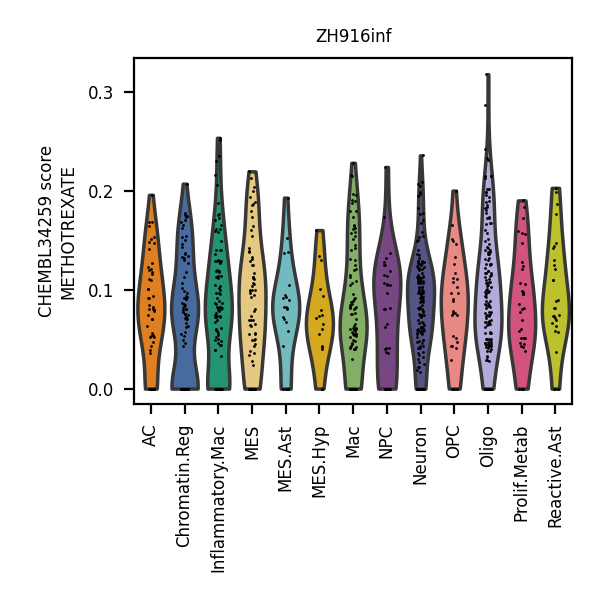 ZH916inf
CHEMBL34259 score
METHOTREXATE
0.3
0.2
0.1
0.0
AC
Chromatin.Reg
Inflammatory.Mac
MES
MES.Ast
MES.Hyp
Mac
NPC
Neuron
OPC
Oligo
Prolif.Metab
Reactive.Ast